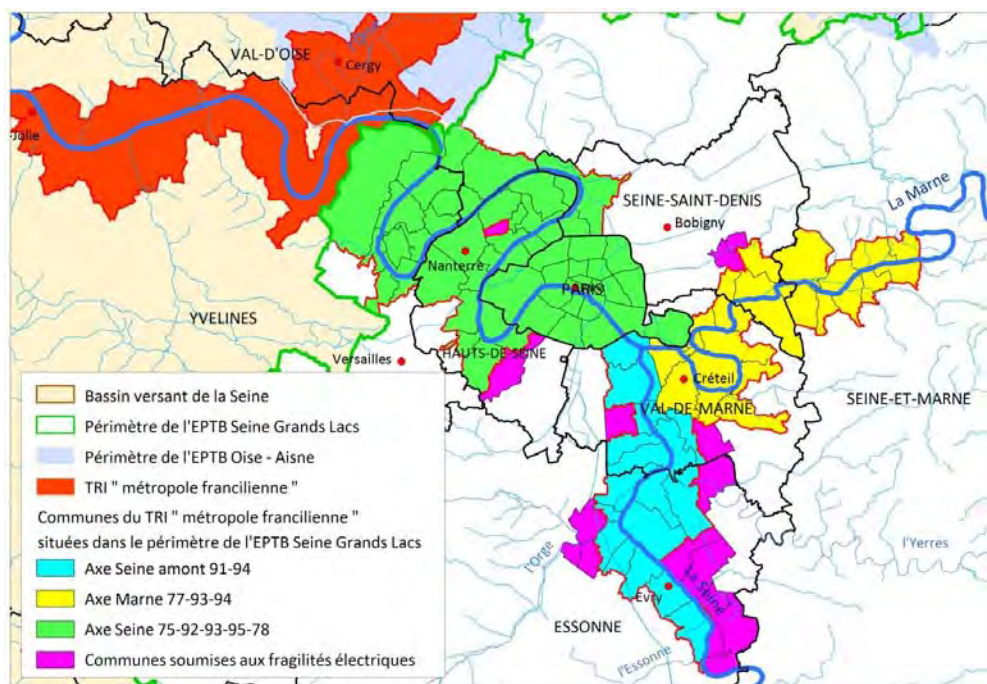 VAL-D'OISE
Cergy
Jolie
SEINE-SAINT-DENIS
Bobigny
La Marne
Nanterre
PARIS
YVELINES
Versailles
HAUTS-DE-SEINE
Créteil
VAL-DE-MARNE
SEINE-ET-MARNE
l'Orge
l'Yerres
La Seine
Evry
ESSONNE
l'Essonne
Bassin versant de la Seine
Périmètre de l'EPTB Seine Grands Lacs
Périmètre de l'EPTB Oise - Aisne
TRI " métropole francilienne "
Communes du TRI " métropole francilienne "
situées dans le périmètre de l'EPTB Seine Grands Lacs
Axe Seine amont 91-94
Axe Marne 77-93-94
Axe Seine 75-92-93-95-78
Communes soumises aux fragilités électriques